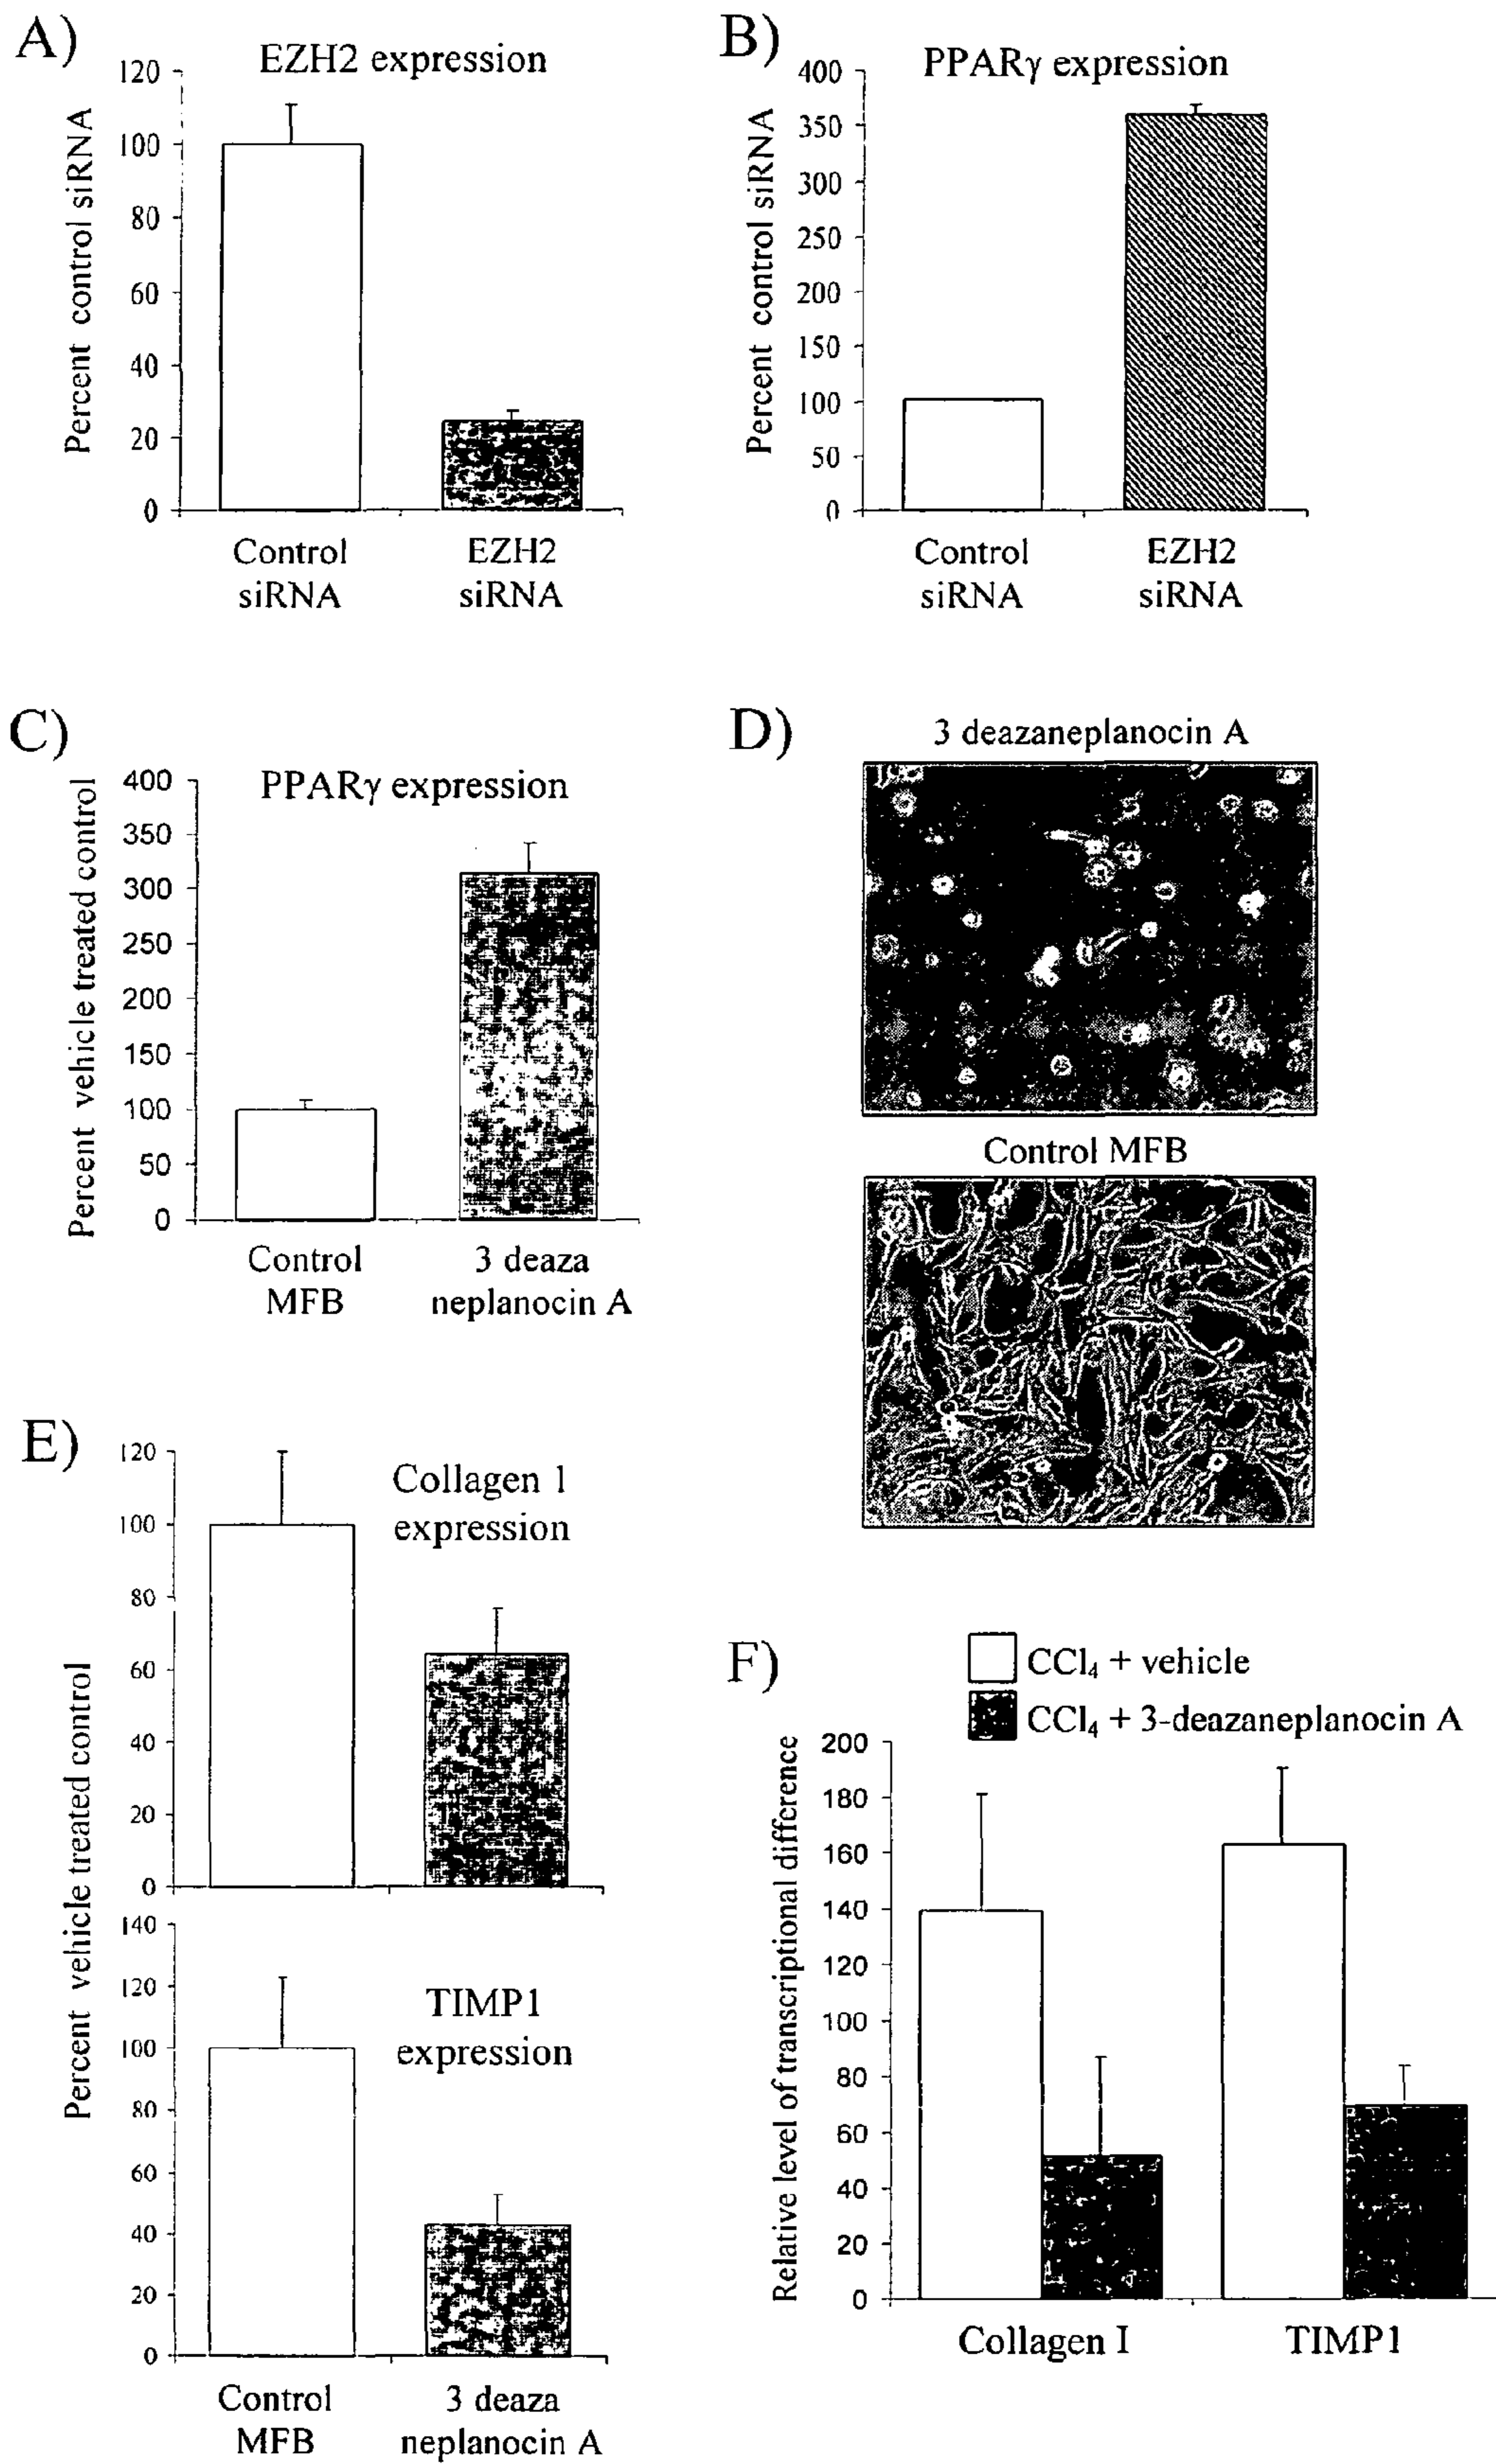 A)
EZH2 expression
Percent control siRNA
120
100
80
60
40
20
0
Control
siRNA
EZH2
siRNA
B)
PPARγ expression
Percent control siRNA
400
350
300
250
200
150
100
50
0
Control
siRNA
EZH2
siRNA
C)
PPARγ expression
Percent vehicle treated control
400
350
300
250
200
150
100
50
0
Control
MFB
3 deaza
neplanocin A
D)
3 deazaneplanocin A
Control MFB
E)
Percent vehicle treated control
Collagen 1
expression
120
100
80
60
40
20
0
TIMP1
expression
140
120
100
80
60
40
20
0
Control
MFB
3 deaza
neplanocin A
F)
CCl₄ + vehicle
CCl₄ + 3-deazaneplanocin A
Relative level of transcriptional difference
200
180
160
140
120
100
80
60
40
20
0
Collagen I
TIMP1